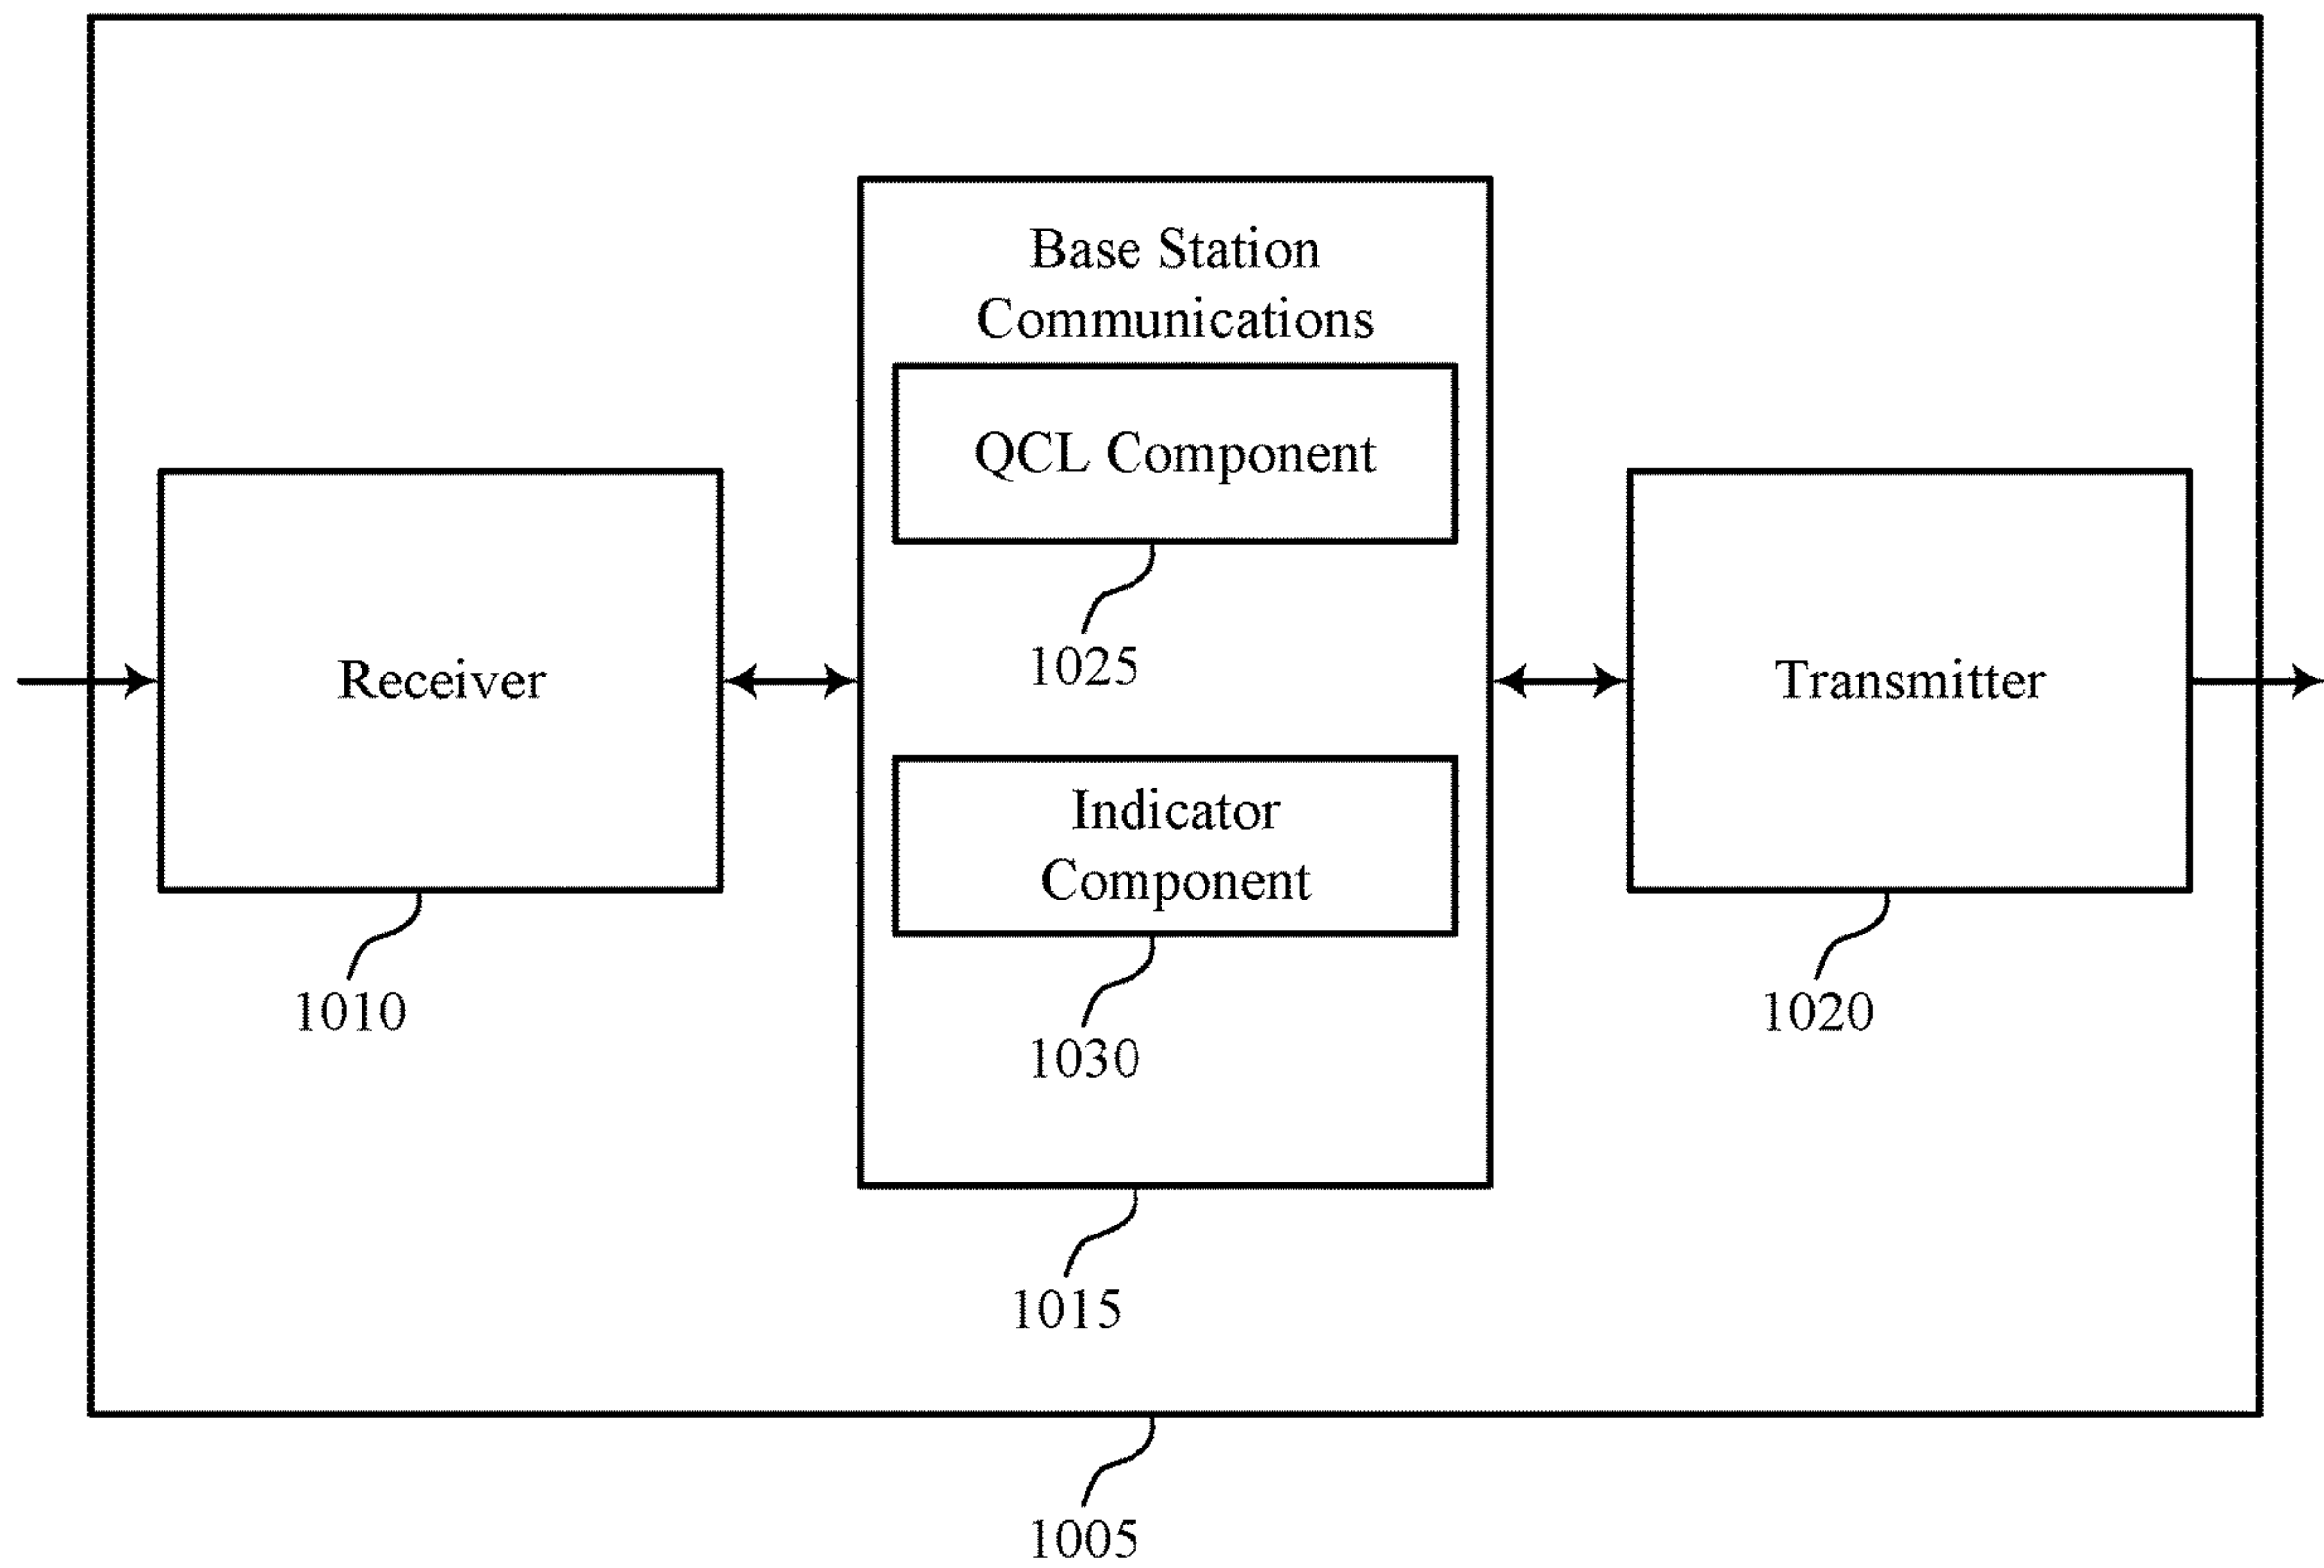 Base Station
Communications
QCL Component
1025
Receiver
Transmitter
Indicator
Component
1010
1020
1030
1015
1005